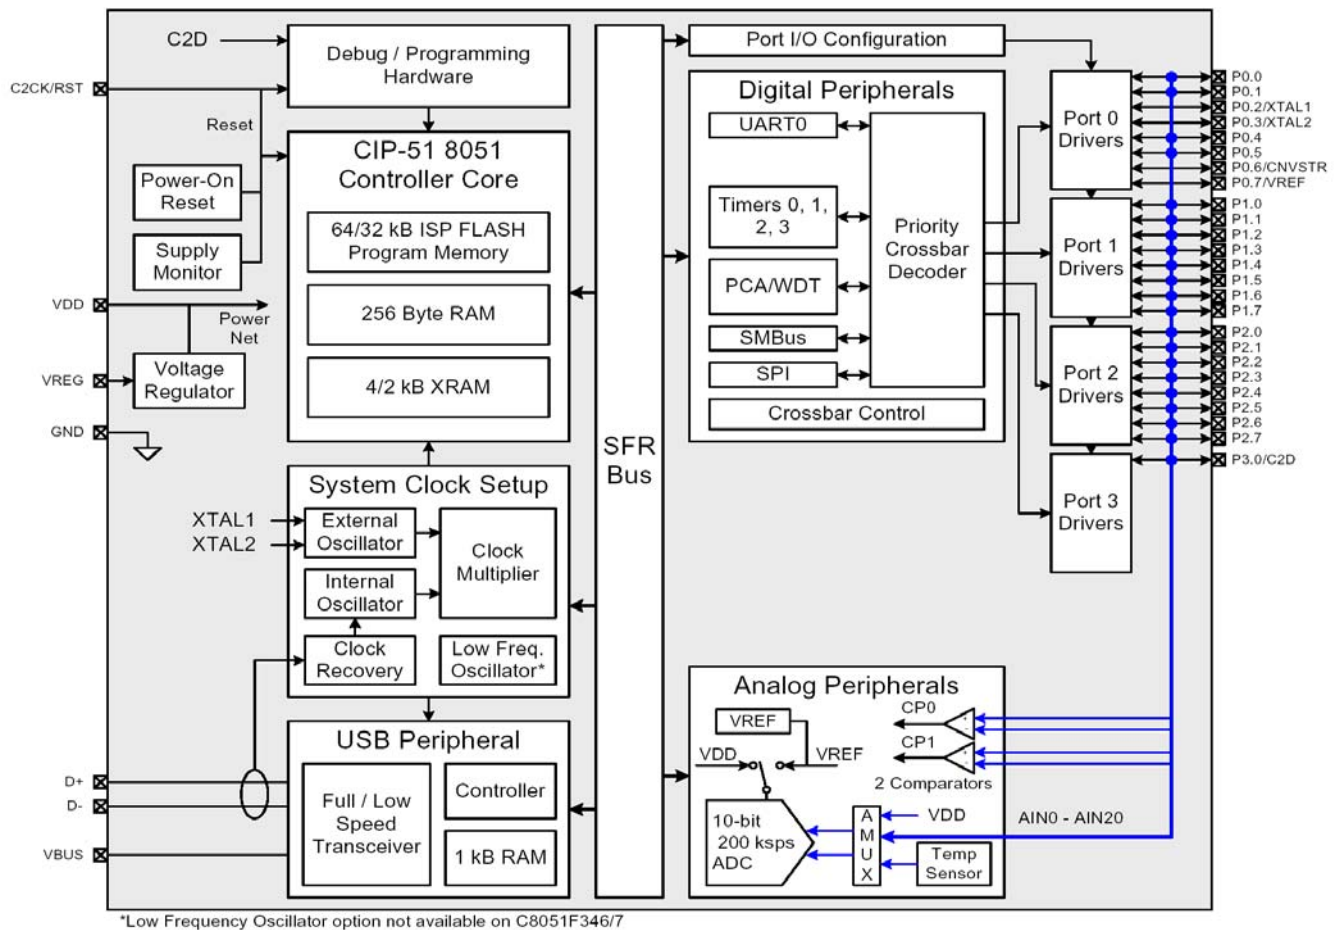 C2D
C2CK/RST
Debug / Programming
Hardware
Reset
Power-On
Reset
Supply
Monitor
VDD
Power
Net
VREG
Voltage
Regulator
GND
CIP-51 8051
Controller Core
64/32 kB ISP FLASH
Program Memory
256 Byte RAM
4/2 kB XRAM
System Clock Setup
XTAL1
XTAL2
External
Oscillator
Internal
Oscillator
Clock
Multiplier
Clock
Recovery
Low Freq.
Oscillator*
USB Peripheral
D+
D-
VBUS
Full / Low
Speed
Transceiver
Controller
1 kB RAM
SFR
Bus
Port I/O Configuration
Digital Peripherals
UART0
Timers 0, 1,
2, 3
PCA/WDT
SMBus
SPI
Priority
Crossbar
Decoder
Crossbar Control
Port 0
Drivers
Port 1
Drivers
Port 2
Drivers
Port 3
Drivers
P0.0
P0.1
P0.2/XTAL1
P0.3/XTAL2
P0.4
P0.5
P0.6/CNVSTR
P0.7/VREF
P1.0
P1.1
P1.2
P1.3
P1.4
P1.5
P1.6
P1.7
P2.0
P2.1
P2.2
P2.3
P2.4
P2.5
P2.6
P2.7
P3.0/C2D
Analog Peripherals
VREF
VDD
VREF
CP0
CP1
2 Comparators
10-bit
200 ksps
ADC
A
M
U
X
VDD
Temp
Sensor
AIN0 - AIN20
*Low Frequency Oscillator option not available on C8051F346/7